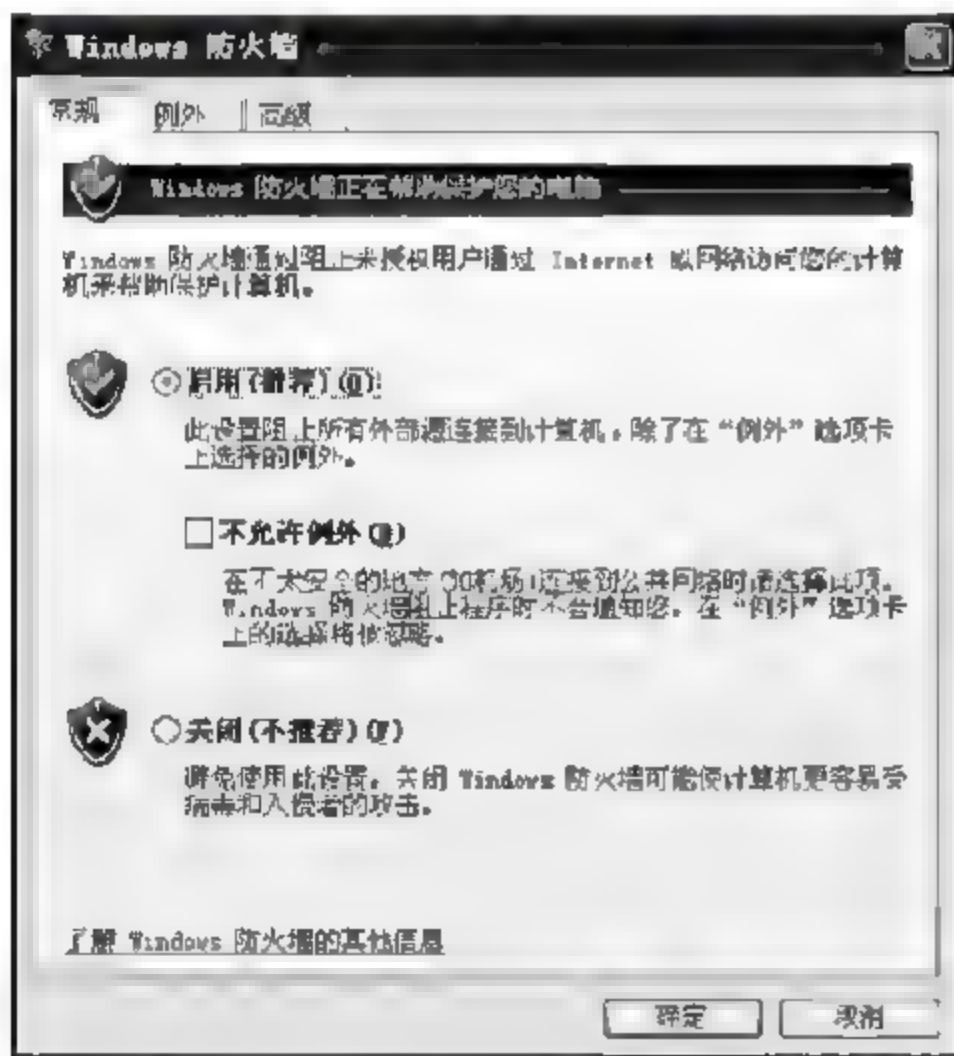 Windows 防火墙
常规 例外 高级
Windows 防火墙正在帮助保护您的电脑
Windows 防火墙通过阻止未授权用户通过 Internet 或网络访问您的计算
机来帮助保护计算机。
启用(推荐)(O)
此设置阻止所有外部源连接到计算机，除了在“例外”选项卡
上选择的例外。
不允许例外(D)
在不太安全的地方(如机场)连接到公共网络时请选择此项。
Windows 防火墙阻止程序时不会通知您。在“例外”选项卡
上的选择将被忽略。
关闭(不推荐)(F)
避免使用此设置。关闭 Windows 防火墙可能使计算机更容易受
病毒和入侵者的攻击。
了解 Windows 防火墙的其他信息
确定 取消